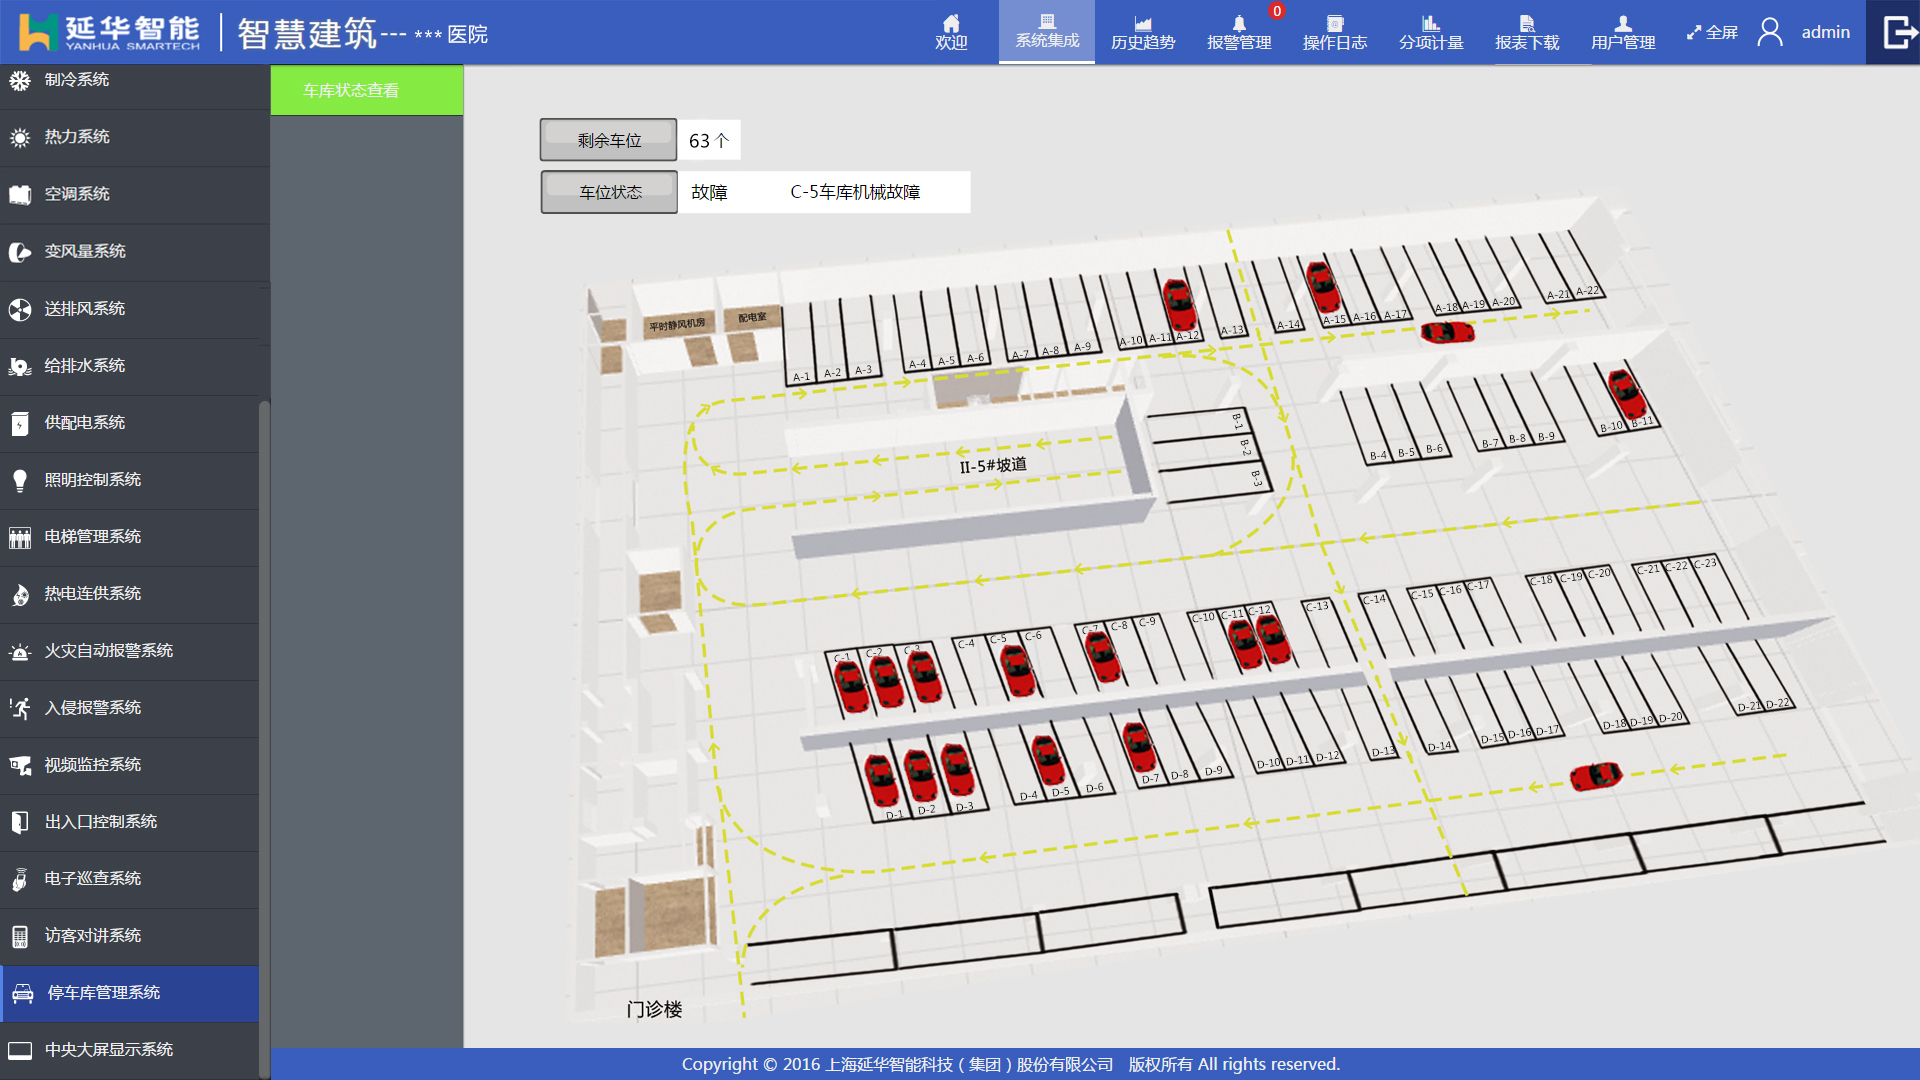 延华智能
YANHUA SMARTECH
智慧建筑--- *** 医院
欢迎
系统集成
历史趋势
报警管理
0
操作日志
分项计量
报表下载
用户管理
全屏
admin
制冷系统
热力系统
空调系统
变风量系统
送排风系统
给排水系统
供配电系统
照明控制系统
电梯管理系统
热电连供系统
火灾自动报警系统
入侵报警系统
视频监控系统
出入口控制系统
电子巡查系统
访客对讲系统
停车库管理系统
中央大屏显示系统
车库状态查看
剩余车位 63 个
车位状态 故障 C-5车库机械故障
平时静风机房
配电室
A-1 A-2 A-3 A-4 A-5 A-6 A-7 A-8 A-9 A-10 A-11 A-12 A-13 A-14 A-15 A-16 A-17 A-18 A-19 A-20 A-21 A-22
B-1
B-2
B-3
B-4 B-5 B-6 B-7 B-8 B-9 B-10 B-11
II-5#坡道
C-1 C-2 C-3 C-4 C-5 C-6 C-7 C-8 C-9 C-10 C-11 C-12 C-13 C-14 C-15 C-16 C-17 C-18 C-19 C-20 C-21 C-22 C-23
D-1 D-2 D-3 D-4 D-5 D-6 D-7 D-8 D-9 D-10 D-11 D-12 D-13 D-14 D-15 D-16 D-17 D-18 D-19 D-20 D-21 D-22
门诊楼
Copyright © 2016 上海延华智能科技 ( 集团 ) 股份有限公司 版权所有 All rights reserved.